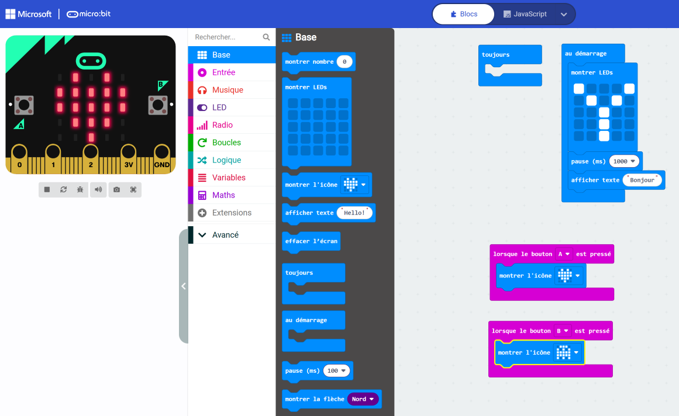 Microsoft micro:bit Blocs JavaScript
A
B
0 1 2 3V GND
Rechercher...
Base
Entrée
Musique
LED
Radio
Boucles
Logique
Variables
Maths
Extensions
Avancé
Base
montrer nombre 0
montrer LEDs
montrer l'icône
afficher texte "Hello!"
effacer l'écran
toujours
au démarrage
pause (ms) 100
montrer la flèche Nord
toujours
au démarrage
montrer LEDs
pause (ms) 1000
afficher texte "Bonjour"
lorsque le bouton A est pressé
montrer l'icône
lorsque le bouton B est pressé
montrer l'icône